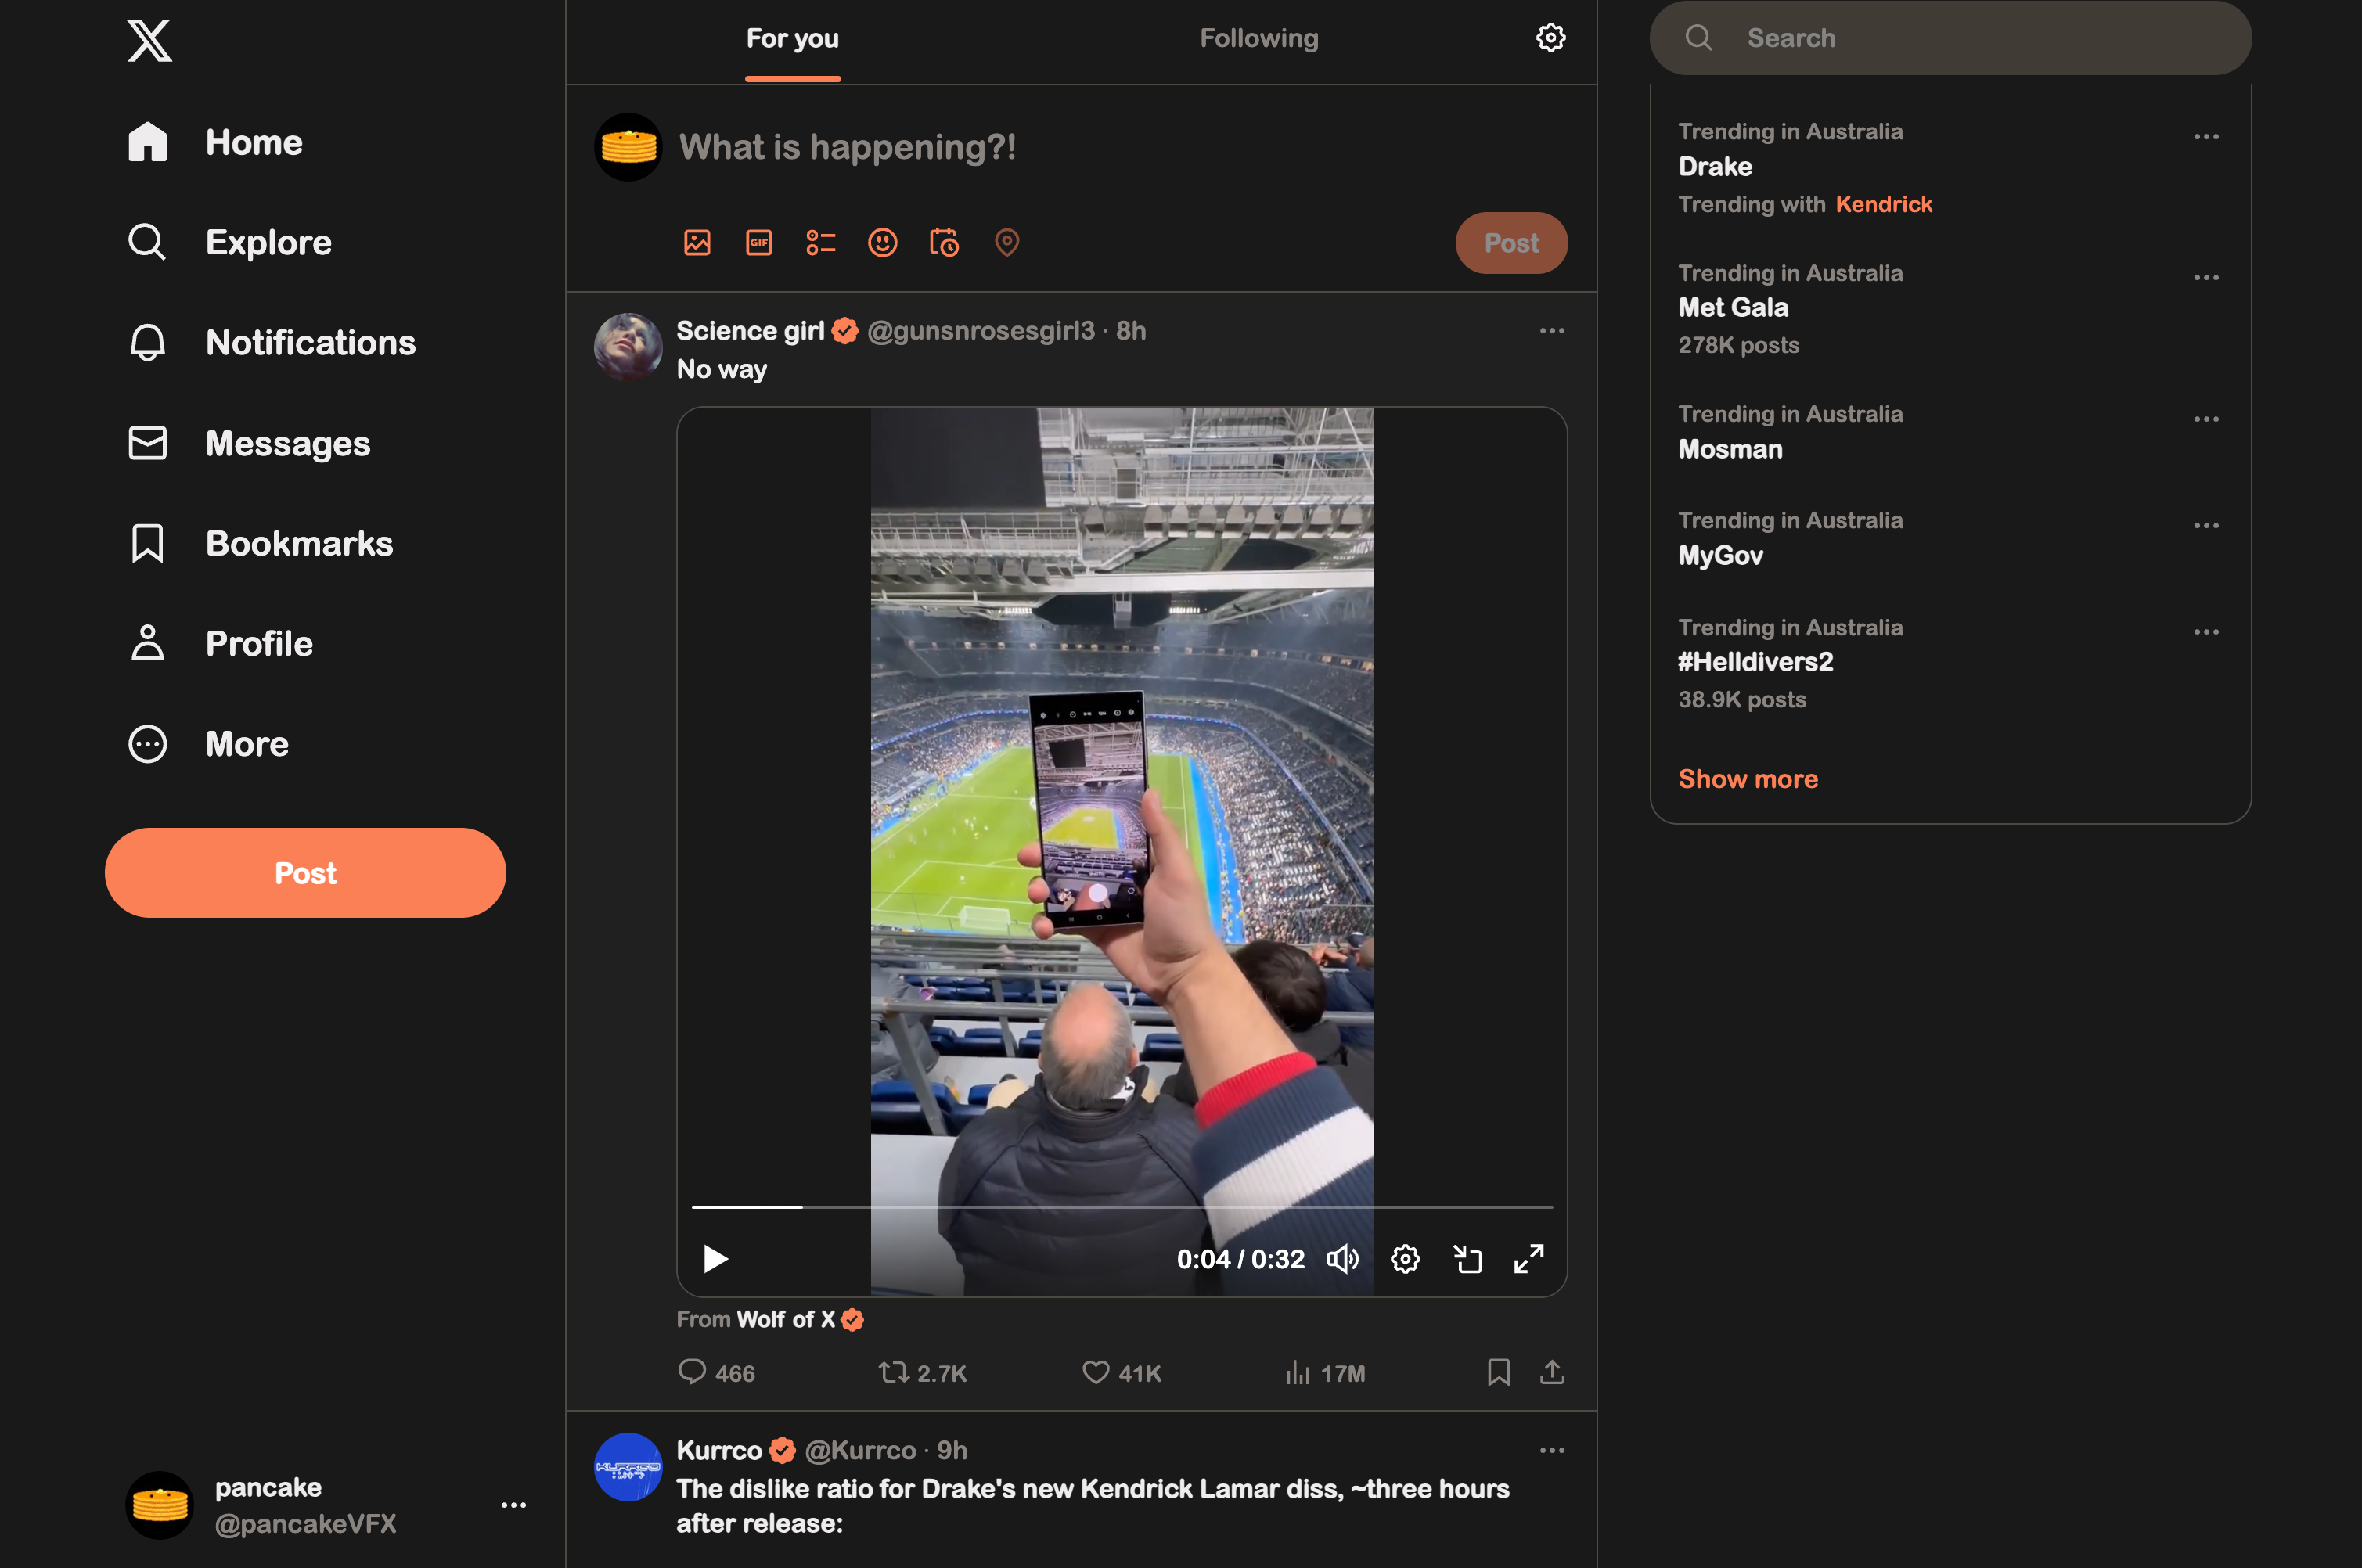 Home
Explore
Notifications
Messages
Bookmarks
Profile
More
Post
pancake
@pancakeVFX
For you
Following
What is happening?!
GIF
Post
Science girl @gunsnrosesgirl3 · 8h
No way
0:04 / 0:32
From Wolf of X
466
2.7K
41K
17M
KURRCO
Kurrco @Kurrco · 9h
The dislike ratio for Drake's new Kendrick Lamar diss, ~three hours
after release:
Search
Trending in Australia
Drake
Trending with Kendrick
Trending in Australia
Met Gala
278K posts
Trending in Australia
Mosman
Trending in Australia
MyGov
Trending in Australia
#Helldivers2
38.9K posts
Show more